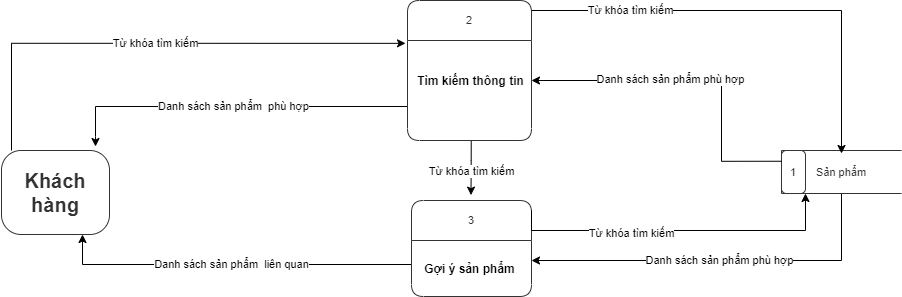 Từ khóa tìm kiếm
2
Từ khóa tìm kiếm
Tìm kiếm thông tin
Danh sách sản phẩm phù hợp
Danh sách sản phẩm phù hợp
Khách
hàng
Từ khóa tìm kiếm
1
Sản phẩm
3
Từ khóa tìm kiếm
Gợi ý sản phẩm
Danh sách sản phẩm liên quan
Danh sách sản phẩm phù hợp